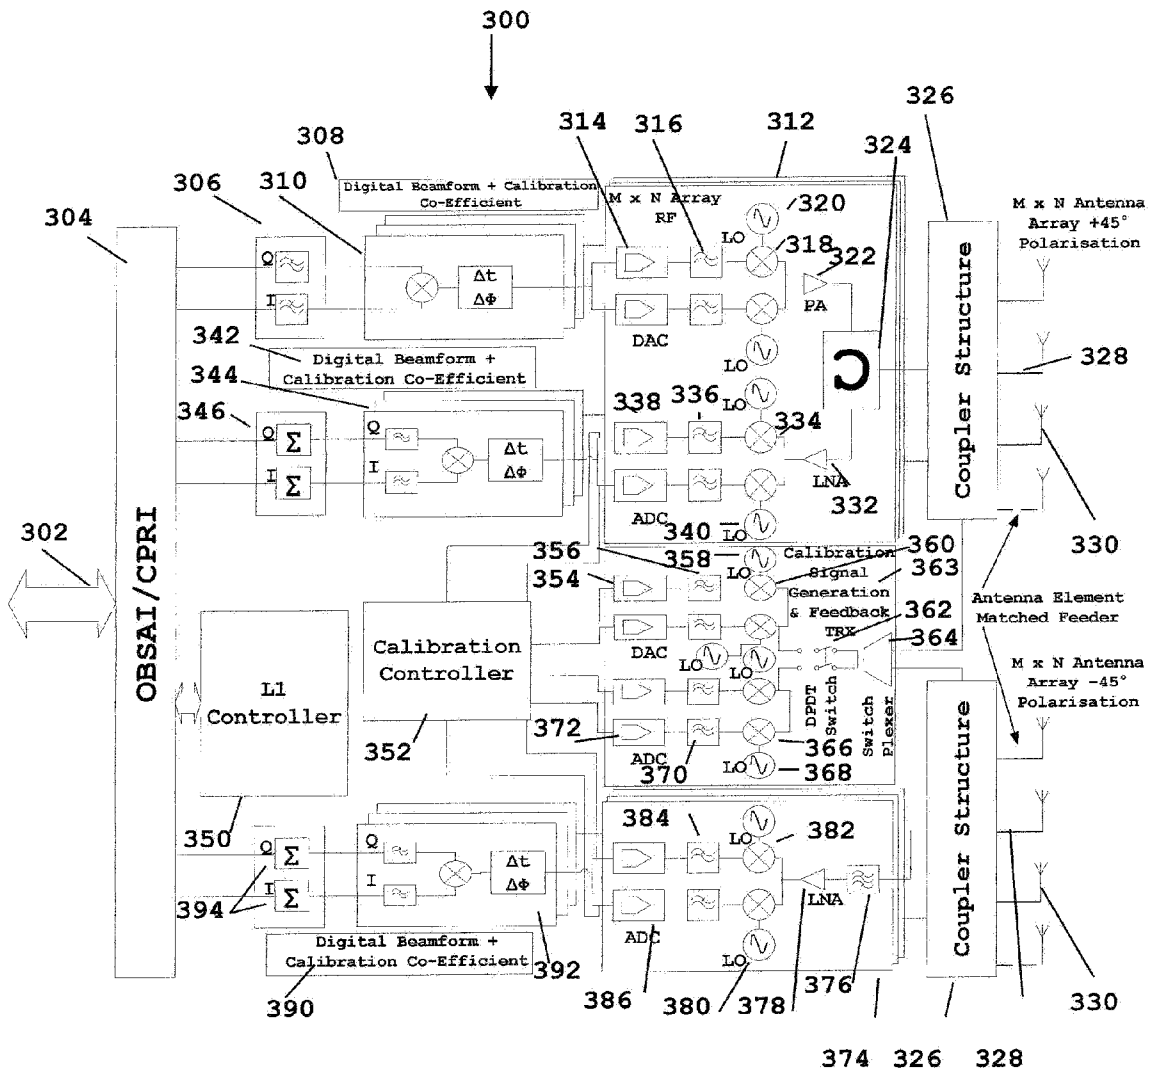 300
326
314
316
312
324
308
306
310
Digital Beamform + Calibration
Co-Efficient
M x N Array
RF
320
M x N Antenna
Array +45°
Polarisation
304
LO
318
322
Q
I
Δt
ΔΦ
PA
DAC
342
Digital Beamform +
Calibration Co-Efficient
LO
328
344
346
338
336
LO
334
Q
I
Σ
Σ
Q
I
Δt
ΔΦ
LNA
332
ADC
340
LO
Coupler Structure
330
302
356
354
358
LO
Calibration
Signal
Generation
& Feedback
TRX
360
363
362
364
Antenna Element
Matched Feeder
OBSAI/CPRI
Calibration
Controller
DAC
LO
LO
M x N Antenna
Array -45°
Polarisation
L1
Controller
DPDT
Switch
Switch
Plexer
372
352
ADC
370
366
LO
368
350
384
LO
382
Q
I
Σ
Σ
Q
I
Δt
ΔΦ
394
LNA
ADC
Coupler Structure
Digital Beamform +
Calibration Co-Efficient
392
LO
376
390
386
380
378
330
374
326
328